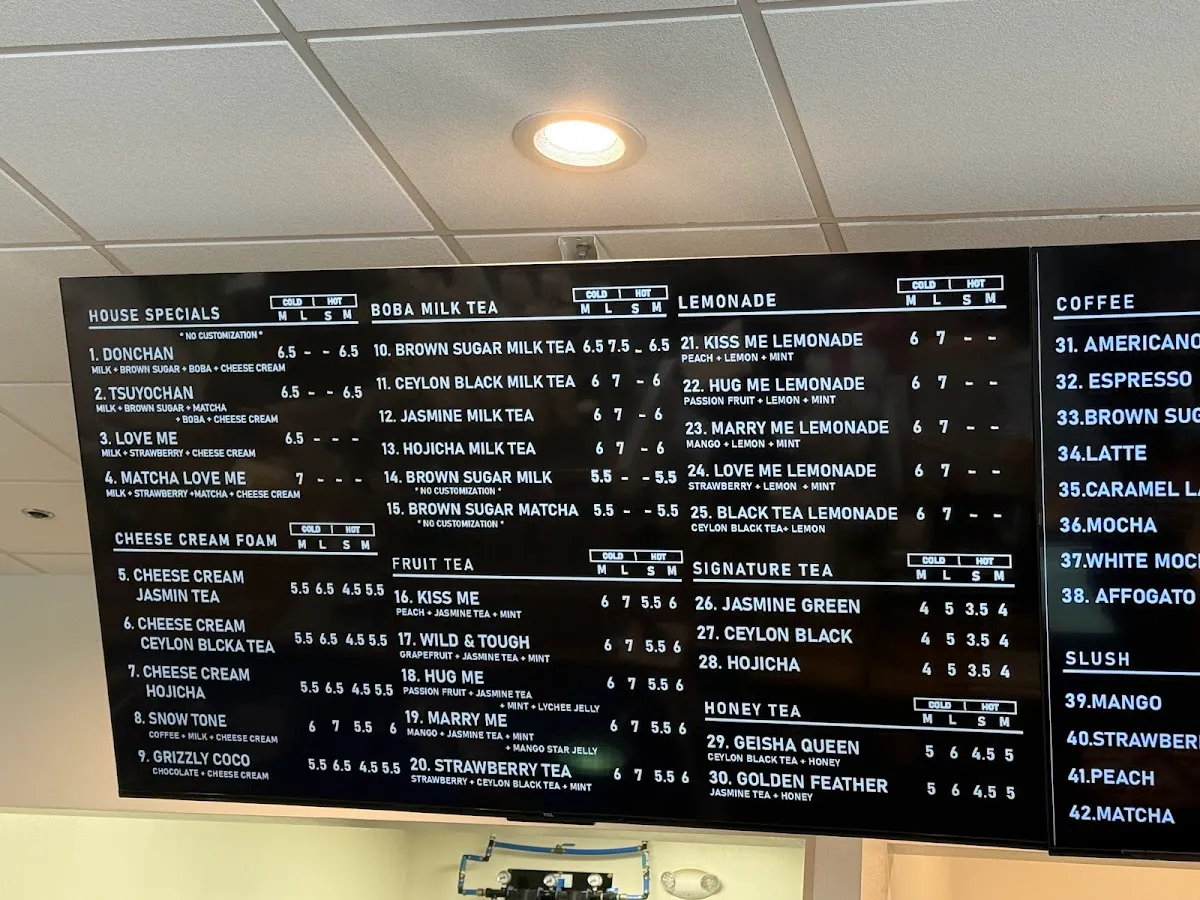 HOUSE SPECIALS
COLD | HOT
M L S M
* NO CUSTOMIZATION *
1. DONCHAN 6.5 - - 6.5
MILK + BROWN SUGAR + BOBA + CHEESE CREAM
2. TSUYOCHAN 6.5 - - 6.5
MILK + BROWN SUGAR + MATCHA
+ BOBA + CHEESE CREAM
3. LOVE ME 6.5 - - -
MILK + STRAWBERRY + CHEESE CREAM
4. MATCHA LOVE ME 7 - - -
MILK + STRAWBERRY +MATCHA + CHEESE CREAM
CHEESE CREAM FOAM
COLD | HOT
M L S M
5. CHEESE CREAM
JASMIN TEA 5.5 6.5 4.5 5.5
6. CHEESE CREAM
CEYLON BLCKA TEA 5.5 6.5 4.5 5.5
7. CHEESE CREAM
HOJICHA 5.5 6.5 4.5 5.5
8. SNOW TONE 6 7 5.5 6
COFFEE + MILK + CHEESE CREAM
9. GRIZZLY COCO 5.5 6.5 4.5 5.5
CHOCOLATE + CHEESE CREAM
BOBA MILK TEA
COLD | HOT
M L S M
10. BROWN SUGAR MILK TEA 6.5 7.5 - 6.5
11. CEYLON BLACK MILK TEA 6 7 - 6
12. JASMINE MILK TEA 6 7 - 6
13. HOJICHA MILK TEA 6 7 - 6
14. BROWN SUGAR MILK 5.5 - - 5.5
* NO CUSTOMIZATION *
15. BROWN SUGAR MATCHA 5.5 - - 5.5
* NO CUSTOMIZATION *
FRUIT TEA
COLD | HOT
M L S M
16. KISS ME 6 7 5.5 6
PEACH + JASMINE TEA + MINT
17. WILD & TOUGH 6 7 5.5 6
GRAPEFRUIT + JASMINE TEA + MINT
18. HUG ME 6 7 5.5 6
PASSION FRUIT + JASMINE TEA
+ MINT + LYCHEE JELLY
19. MARRY ME 6 7 5.5 6
MANGO + JASMINE TEA + MINT
+ MANGO STAR JELLY
20. STRAWBERRY TEA 6 7 5.5 6
STRAWBERRY + CEYLON BLACK TEA + MINT
LEMONADE
COLD | HOT
M L S M
21. KISS ME LEMONADE 6 7 - -
PEACH + LEMON + MINT
22. HUG ME LEMONADE 6 7 - -
PASSION FRUIT + LEMON + MINT
23. MARRY ME LEMONADE 6 7 - -
MANGO + LEMON + MINT
24. LOVE ME LEMONADE 6 7 - -
STRAWBERRY + LEMON + MINT
25. BLACK TEA LEMONADE 6 7 - -
CEYLON BLACK TEA+ LEMON
SIGNATURE TEA
COLD | HOT
M L S M
26. JASMINE GREEN 4 5 3.5 4
27. CEYLON BLACK 4 5 3.5 4
28. HOJICHA 4 5 3.5 4
HONEY TEA
COLD | HOT
M L S M
29. GEISHA QUEEN 5 6 4.5 5
CEYLON BLACK TEA + HONEY
30. GOLDEN FEATHER 5 6 4.5 5
JASMINE TEA + HONEY
COFFEE
31. AMERICANO
32. ESPRESSO
33.BROWN SUG
34.LATTE
35.CARAMEL LA
36.MOCHA
37.WHITE MOC
38. AFFOGATO
SLUSH
39.MANGO
40.STRAWBER
41.PEACH
42.MATCHA